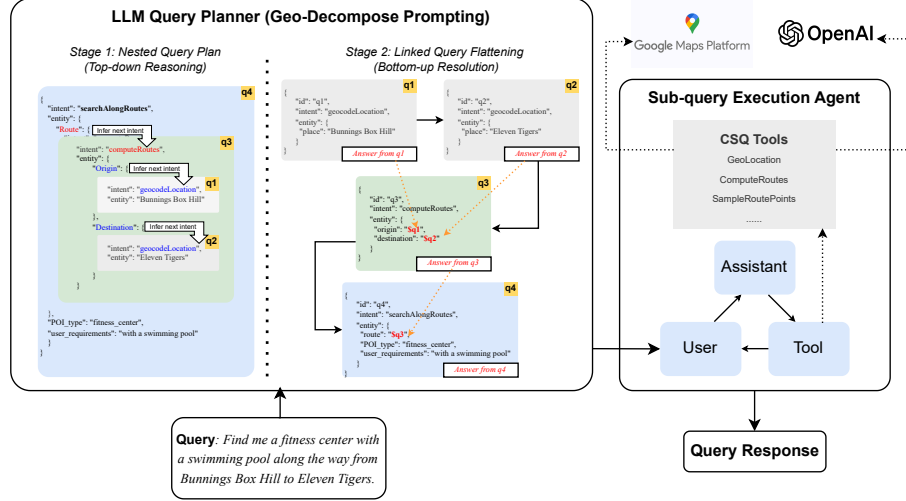 LLM Query Planner (Geo-Decompose Prompting)
Stage 1: Nested Query Plan
(Top-down Reasoning)
q4
{
"intent": "searchAlongRoutes",
"entity": {
"Route": {
Infer next intent
q3
"intent": "computeRoutes",
"entity": {
"Origin": {
Infer next intent
q1
"intent": "geocodeLocation",
"entity": "Bunnings Box Hill"
},
"Destination": {
Infer next intent
q2
"intent": "geocodeLocation",
"entity": "Eleven Tigers"
}
}
},
"POI_type": "fitness_center",
"user_requirements": "with a swimming pool"
}
}
Stage 2: Linked Query Flattening
(Bottom-up Resolution)
q1
{
"id": "q1",
"intent": "geocodeLocation",
"entity": {
"place": "Bunnings Box Hill"
}
}
Answer from q1
q2
{
"id": "q2",
"intent": "geocodeLocation",
"entity": {
"place": "Eleven Tigers"
}
}
Answer from q2
q3
{
"id": "q3",
"intent": "computeRoutes",
"entity": {
"origin": "$q1",
"destination": "$q2"
}
}
Answer from q3
q4
{
"id": "q4",
"intent": "searchAlongRoutes",
"entity": {
"route": "$q3",
"POI_type": "fitness_center",
"user_requirements": "with a swimming pool"
}
}
Answer from q4
Query: Find me a fitness center with
a swimming pool along the way from
Bunnings Box Hill to Eleven Tigers.
Google Maps Platform
OpenAI
Sub-query Execution Agent
CSQ Tools
GeoLocation
ComputeRoutes
SampleRoutePoints
......
Assistant
User
Tool
Query Response